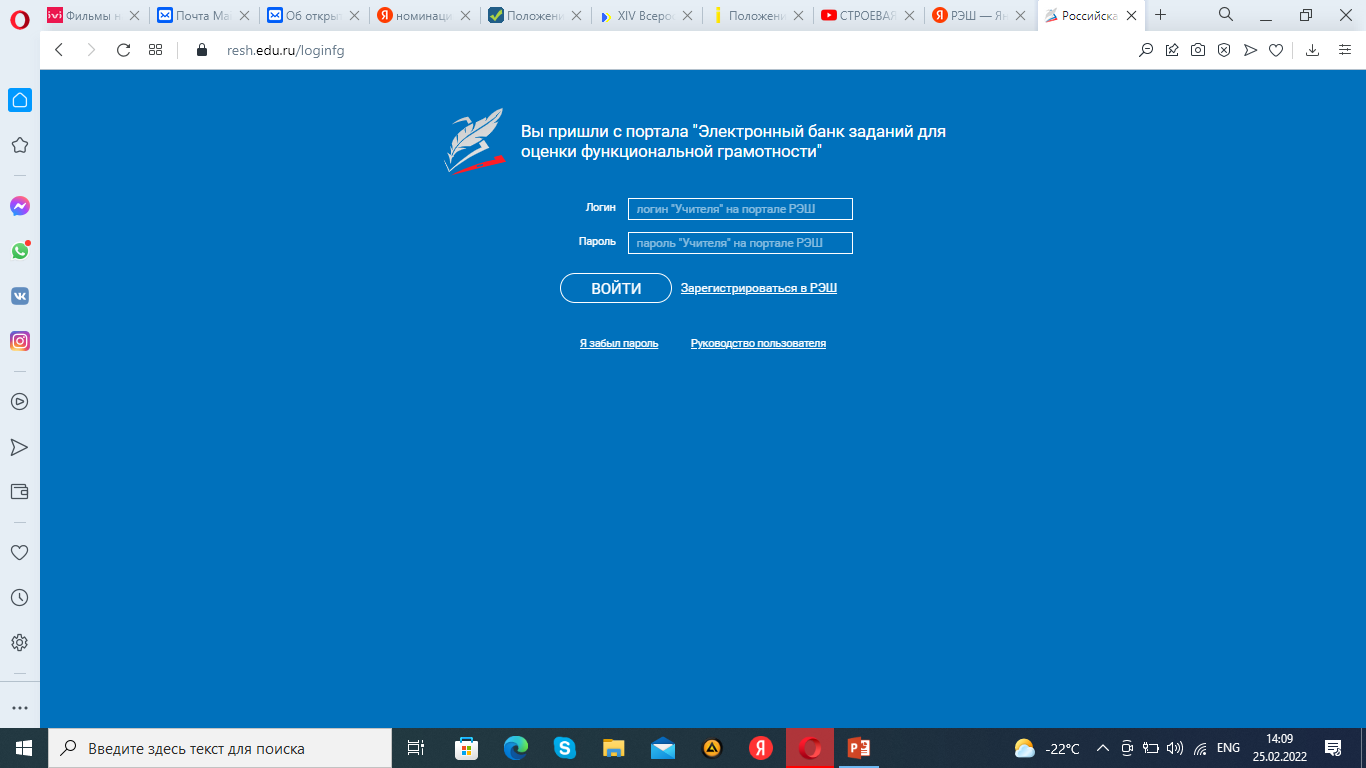 Фильмы н
Почта Ma
Об откры
номинаци
Положени
XIV Всеро
Положени
СТРОЕВАЯ
РЭШ — Ян
Российска
resh.edu.ru/loginfg
Вы пришли с портала "Электронный банк заданий для
оценки функциональной грамотности"
Логин
логин "Учителя" на портале РЭШ
Пароль
пароль "Учителя" на портале РЭШ
ВОЙТИ
Зарегистрироваться в РЭШ
Я забыл пароль
Руководство пользователя
Введите здесь текст для поиска
-22°C
ENG
14:09
25.02.2022